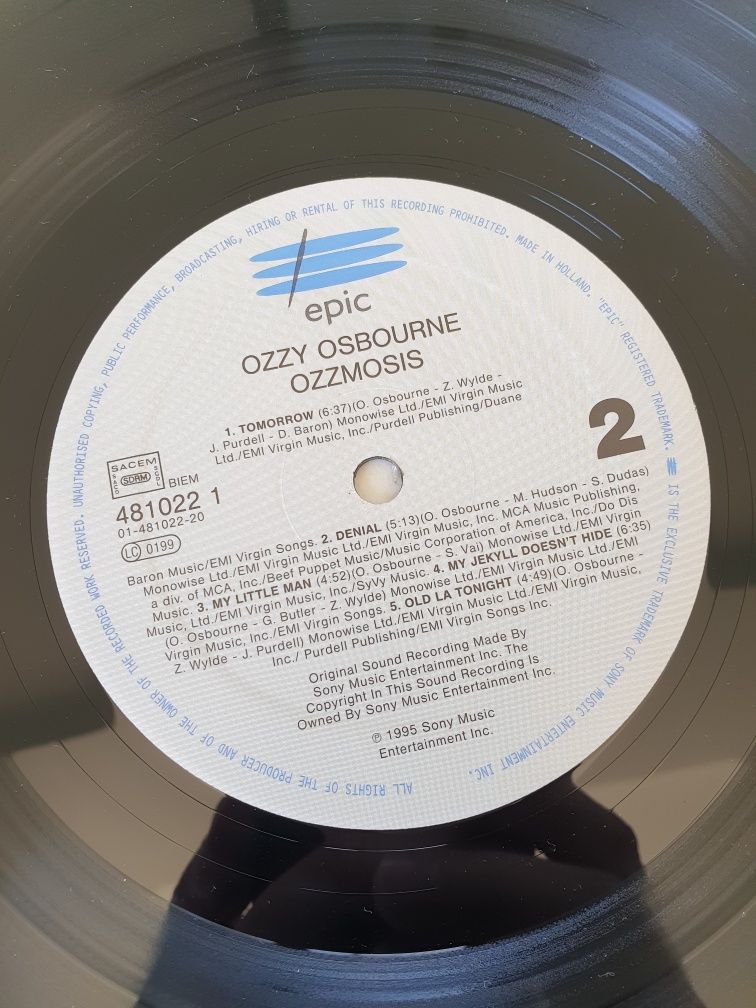 ALL RIGHTS OF THE PRODUCER AND OF THE OWNER OF THE RECORDED WORK RESERVED. UNAUTHORISED COPYING, PUBLIC PERFORMANCE, BROADCASTING, HIRING OR RENTAL OF THIS RECORDING PROHIBITED. MADE IN HOLLAND. "EPIC" REGISTERED TRADEMARK. IS THE EXCLUSIVE TRADEMARK OF SONY MUSIC ENTERTAINMENT INC.
epic
OZZY OSBOURNE
OZZMOSIS
1. TOMORROW (6:37)(O. Osbourne - Z. Wylde -
J. Purdell - D. Baron) Monowise Ltd./EMI Virgin Music
Ltd./EMI Virgin Music, Inc./Purdell Publishing/Duane
2
SACEM
SACD
SDRM
SGDL
BIEM
481022 1
01-481022-20
LC 0199
Baron Music/EMI Virgin Songs. 2. DENIAL (5:13)(O. Osbourne - M. Hudson - S. Dudas)
Monowise Ltd./EMI Virgin Music Ltd./EMI Virgin Music, Inc. MCA Music Publishing,
a div. of MCA, Inc./Beef Puppet Music/Music Corporation of America, Inc./Do Dis
Music. 3. MY LITTLE MAN (4:52)(O. Osbourne - S. Vai) Monowise Ltd./EMI Virgin
Music, Ltd./EMI Virgin Music, Inc./SyVy Music. 4. MY JEKYLL DOESN'T HIDE (6:35)
(O. Osbourne - G. Butler - Z. Wylde) Monowise Ltd./EMI Virgin Music Ltd./EMI
Virgin Music, Inc./EMI Virgin Songs. 5. OLD LA TONIGHT (4:49)(O. Osbourne -
Z. Wylde - J. Purdell) Monowise Ltd./EMI Virgin Music Ltd./EMI Virgin Music,
Inc./ Purdell Publishing/EMI Virgin Songs Inc.
Original Sound Recording Made By
Sony Music Entertainment Inc. The
Copyright In This Sound Recording Is
Owned By Sony Music Entertainment Inc.
℗ 1995 Sony Music
Entertainment Inc.